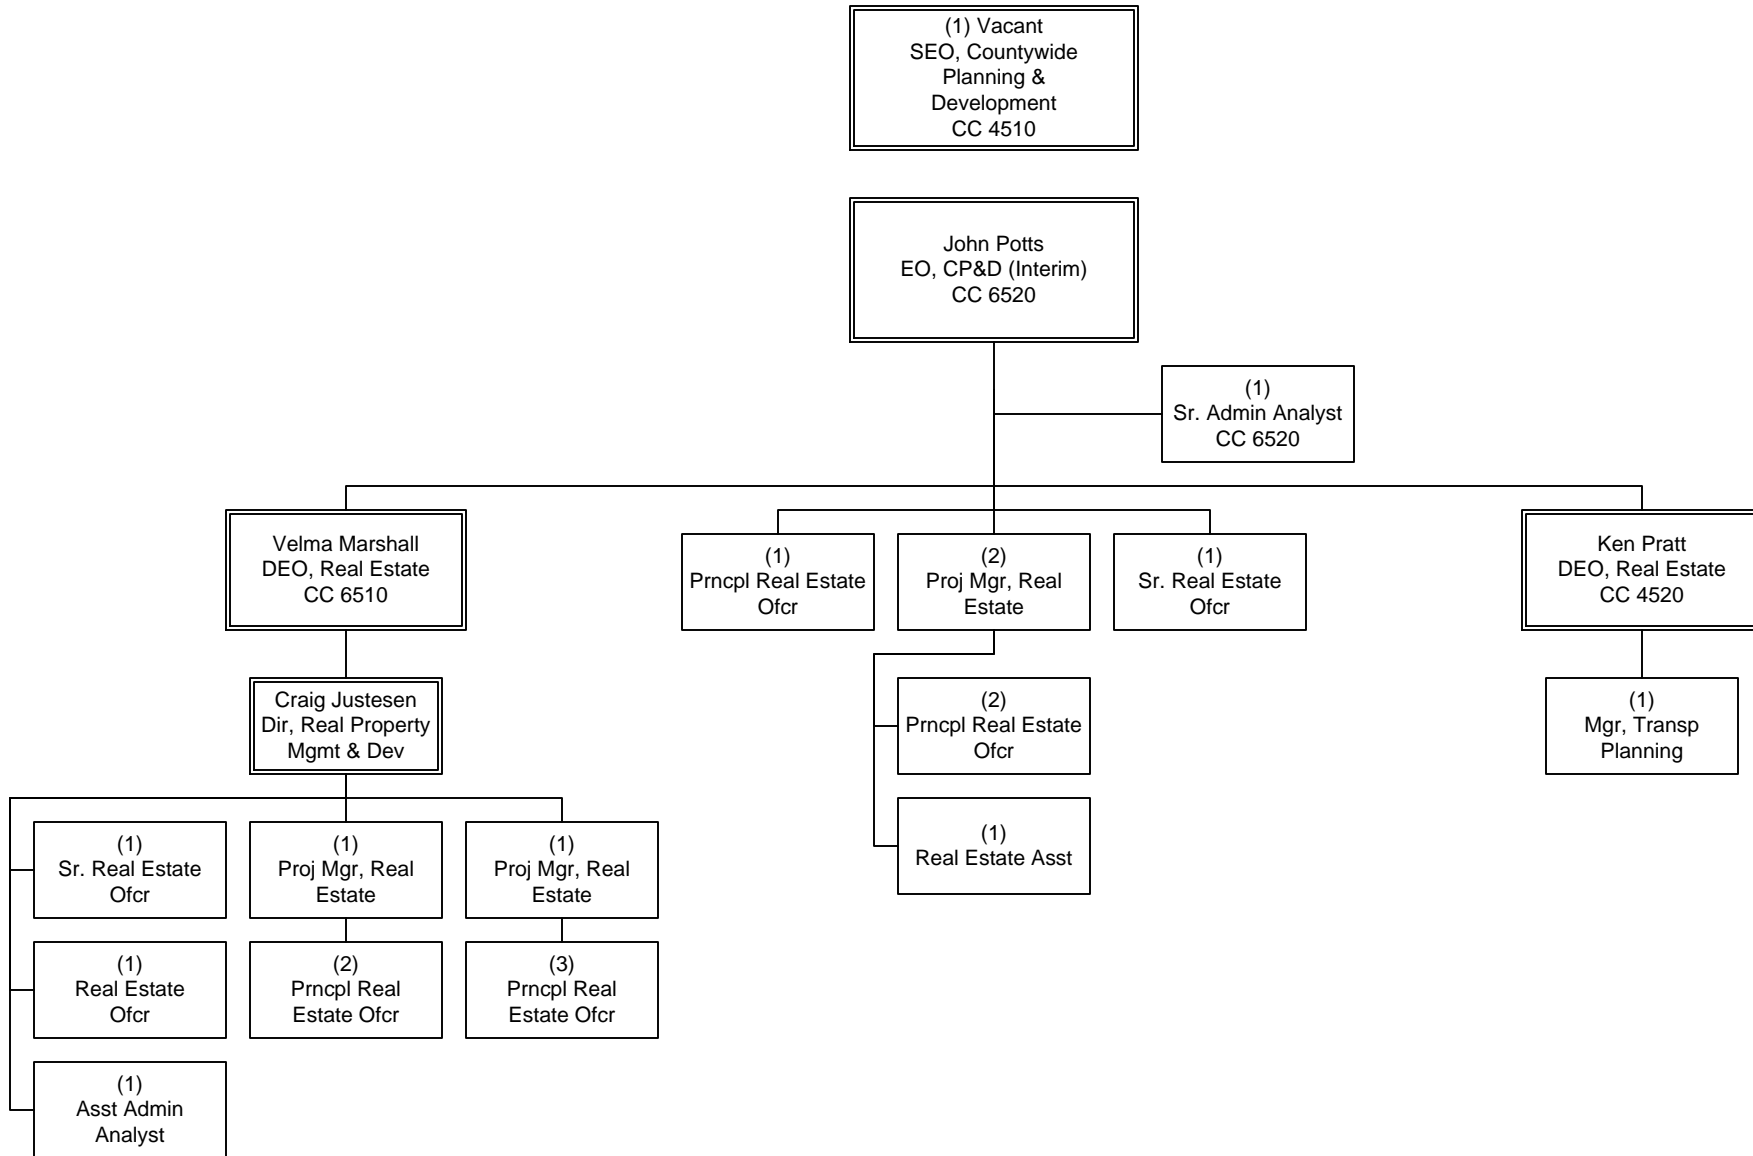 (1) Vacant
SEO, Countywide
Planning &
Development
CC 4510
John Potts
EO, CP&D (Interim)
CC 6520
(1)
Sr. Admin Analyst
CC 6520
Velma Marshall
DEO, Real Estate
CC 6510
(1)
Prncpl Real Estate
Ofcr
(2)
Proj Mgr, Real
Estate
(1)
Sr. Real Estate
Ofcr
Ken Pratt
DEO, Real Estate
CC 4520
Craig Justesen
Dir, Real Property
Mgmt & Dev
(2)
Prncpl Real Estate
Ofcr
(1)
Mgr, Transp
Planning
(1)
Sr. Real Estate
Ofcr
(1)
Proj Mgr, Real
Estate
(1)
Proj Mgr, Real
Estate
(1)
Real Estate Asst
(1)
Real Estate
Ofcr
(2)
Prncpl Real
Estate Ofcr
(3)
Prncpl Real
Estate Ofcr
(1)
Asst Admin
Analyst